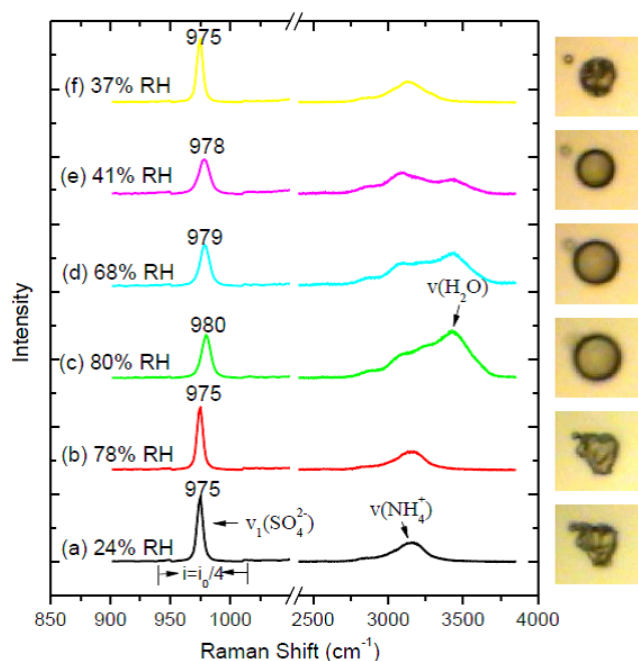 975
(f) 37% RH
978
(e) 41% RH
979
(d) 68% RH
ν(H₂O)
980
(c) 80% RH
975
(b) 78% RH
975
ν₁(SO₄²⁻)
ν(NH₄⁺)
(a) 24% RH
i=i₀/4
850 900 950 1000 2500 3000 3500 4000
Raman Shift (cm⁻¹)
Intensity